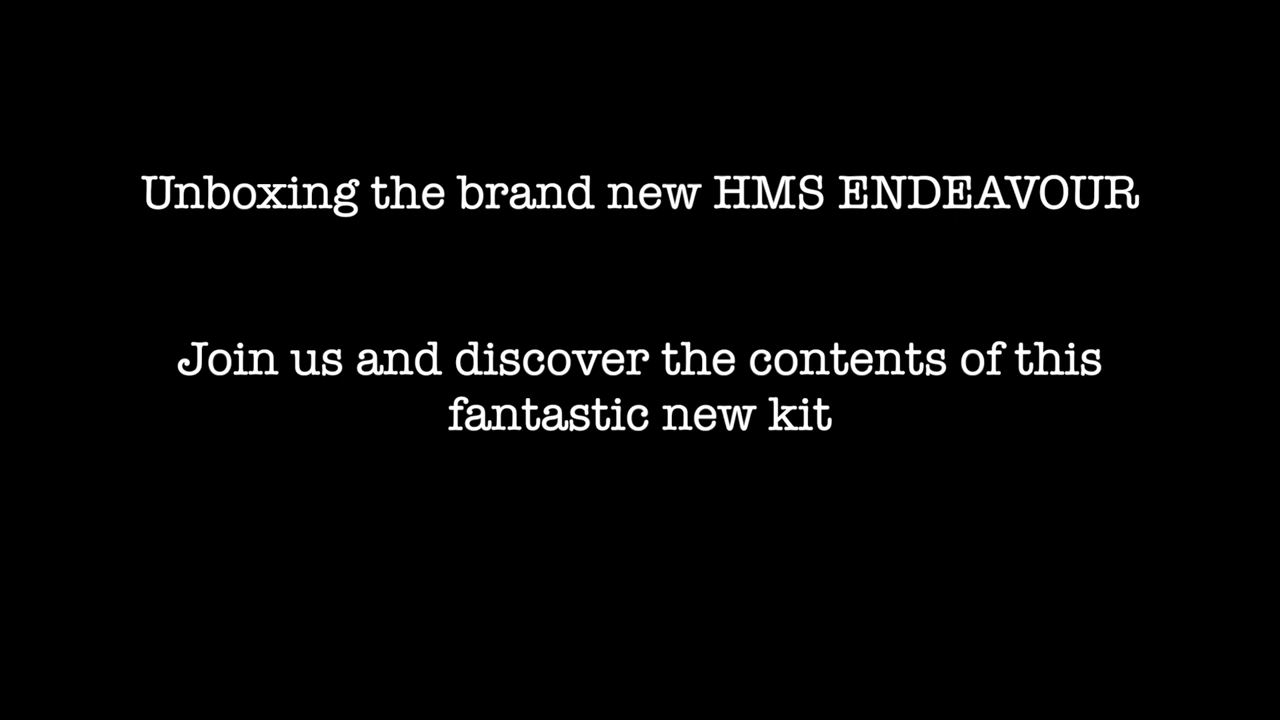 Unboxing the brand new HMS ENDEAVOUR
Join us and discover the contents of this
fantastic new kit